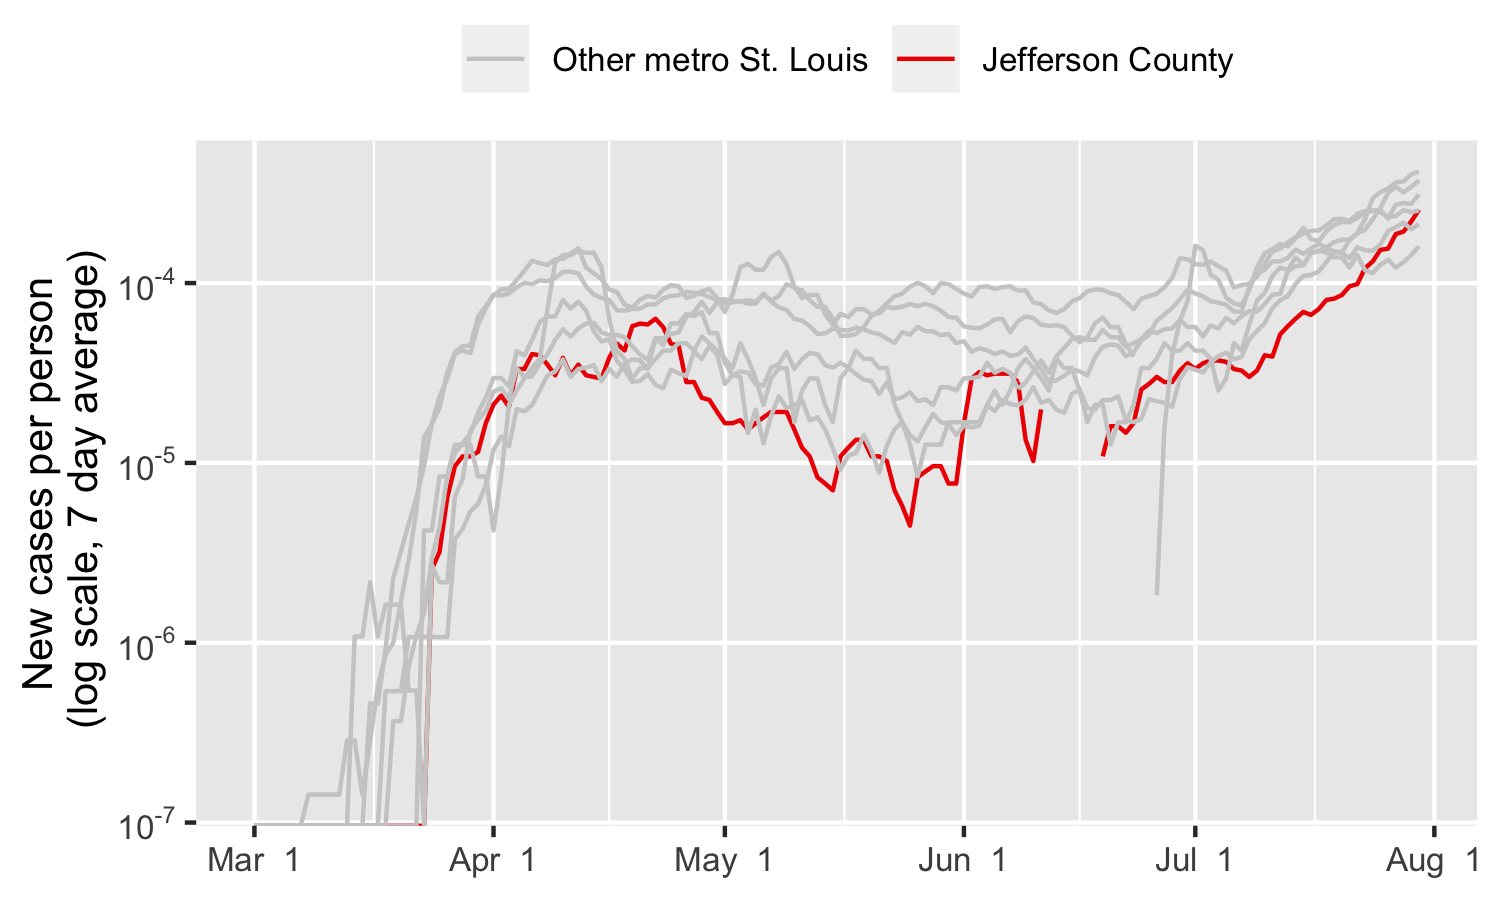 Other metro St. Louis Jefferson County
New cases per person
(log scale, 7 day average)
10-4
10-5
10-6
10-7
Mar 1 Apr 1 May 1 Jun 1 Jul 1 Aug 1